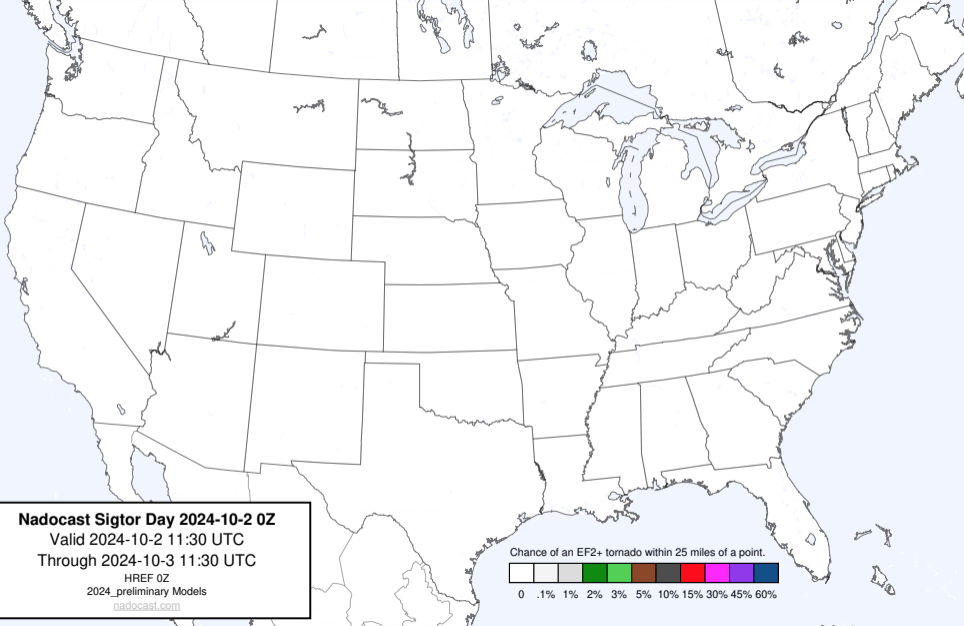 Nadocast Sigtor Day 2024-10-2 0Z
Valid 2024-10-2 11:30 UTC
Through 2024-10-3 11:30 UTC
HREF 0Z
2024_preliminary Models
nadocast.com
Chance of an EF2+ tornado within 25 miles of a point.
0 .1% 1% 2% 3% 5% 10% 15% 30% 45% 60%